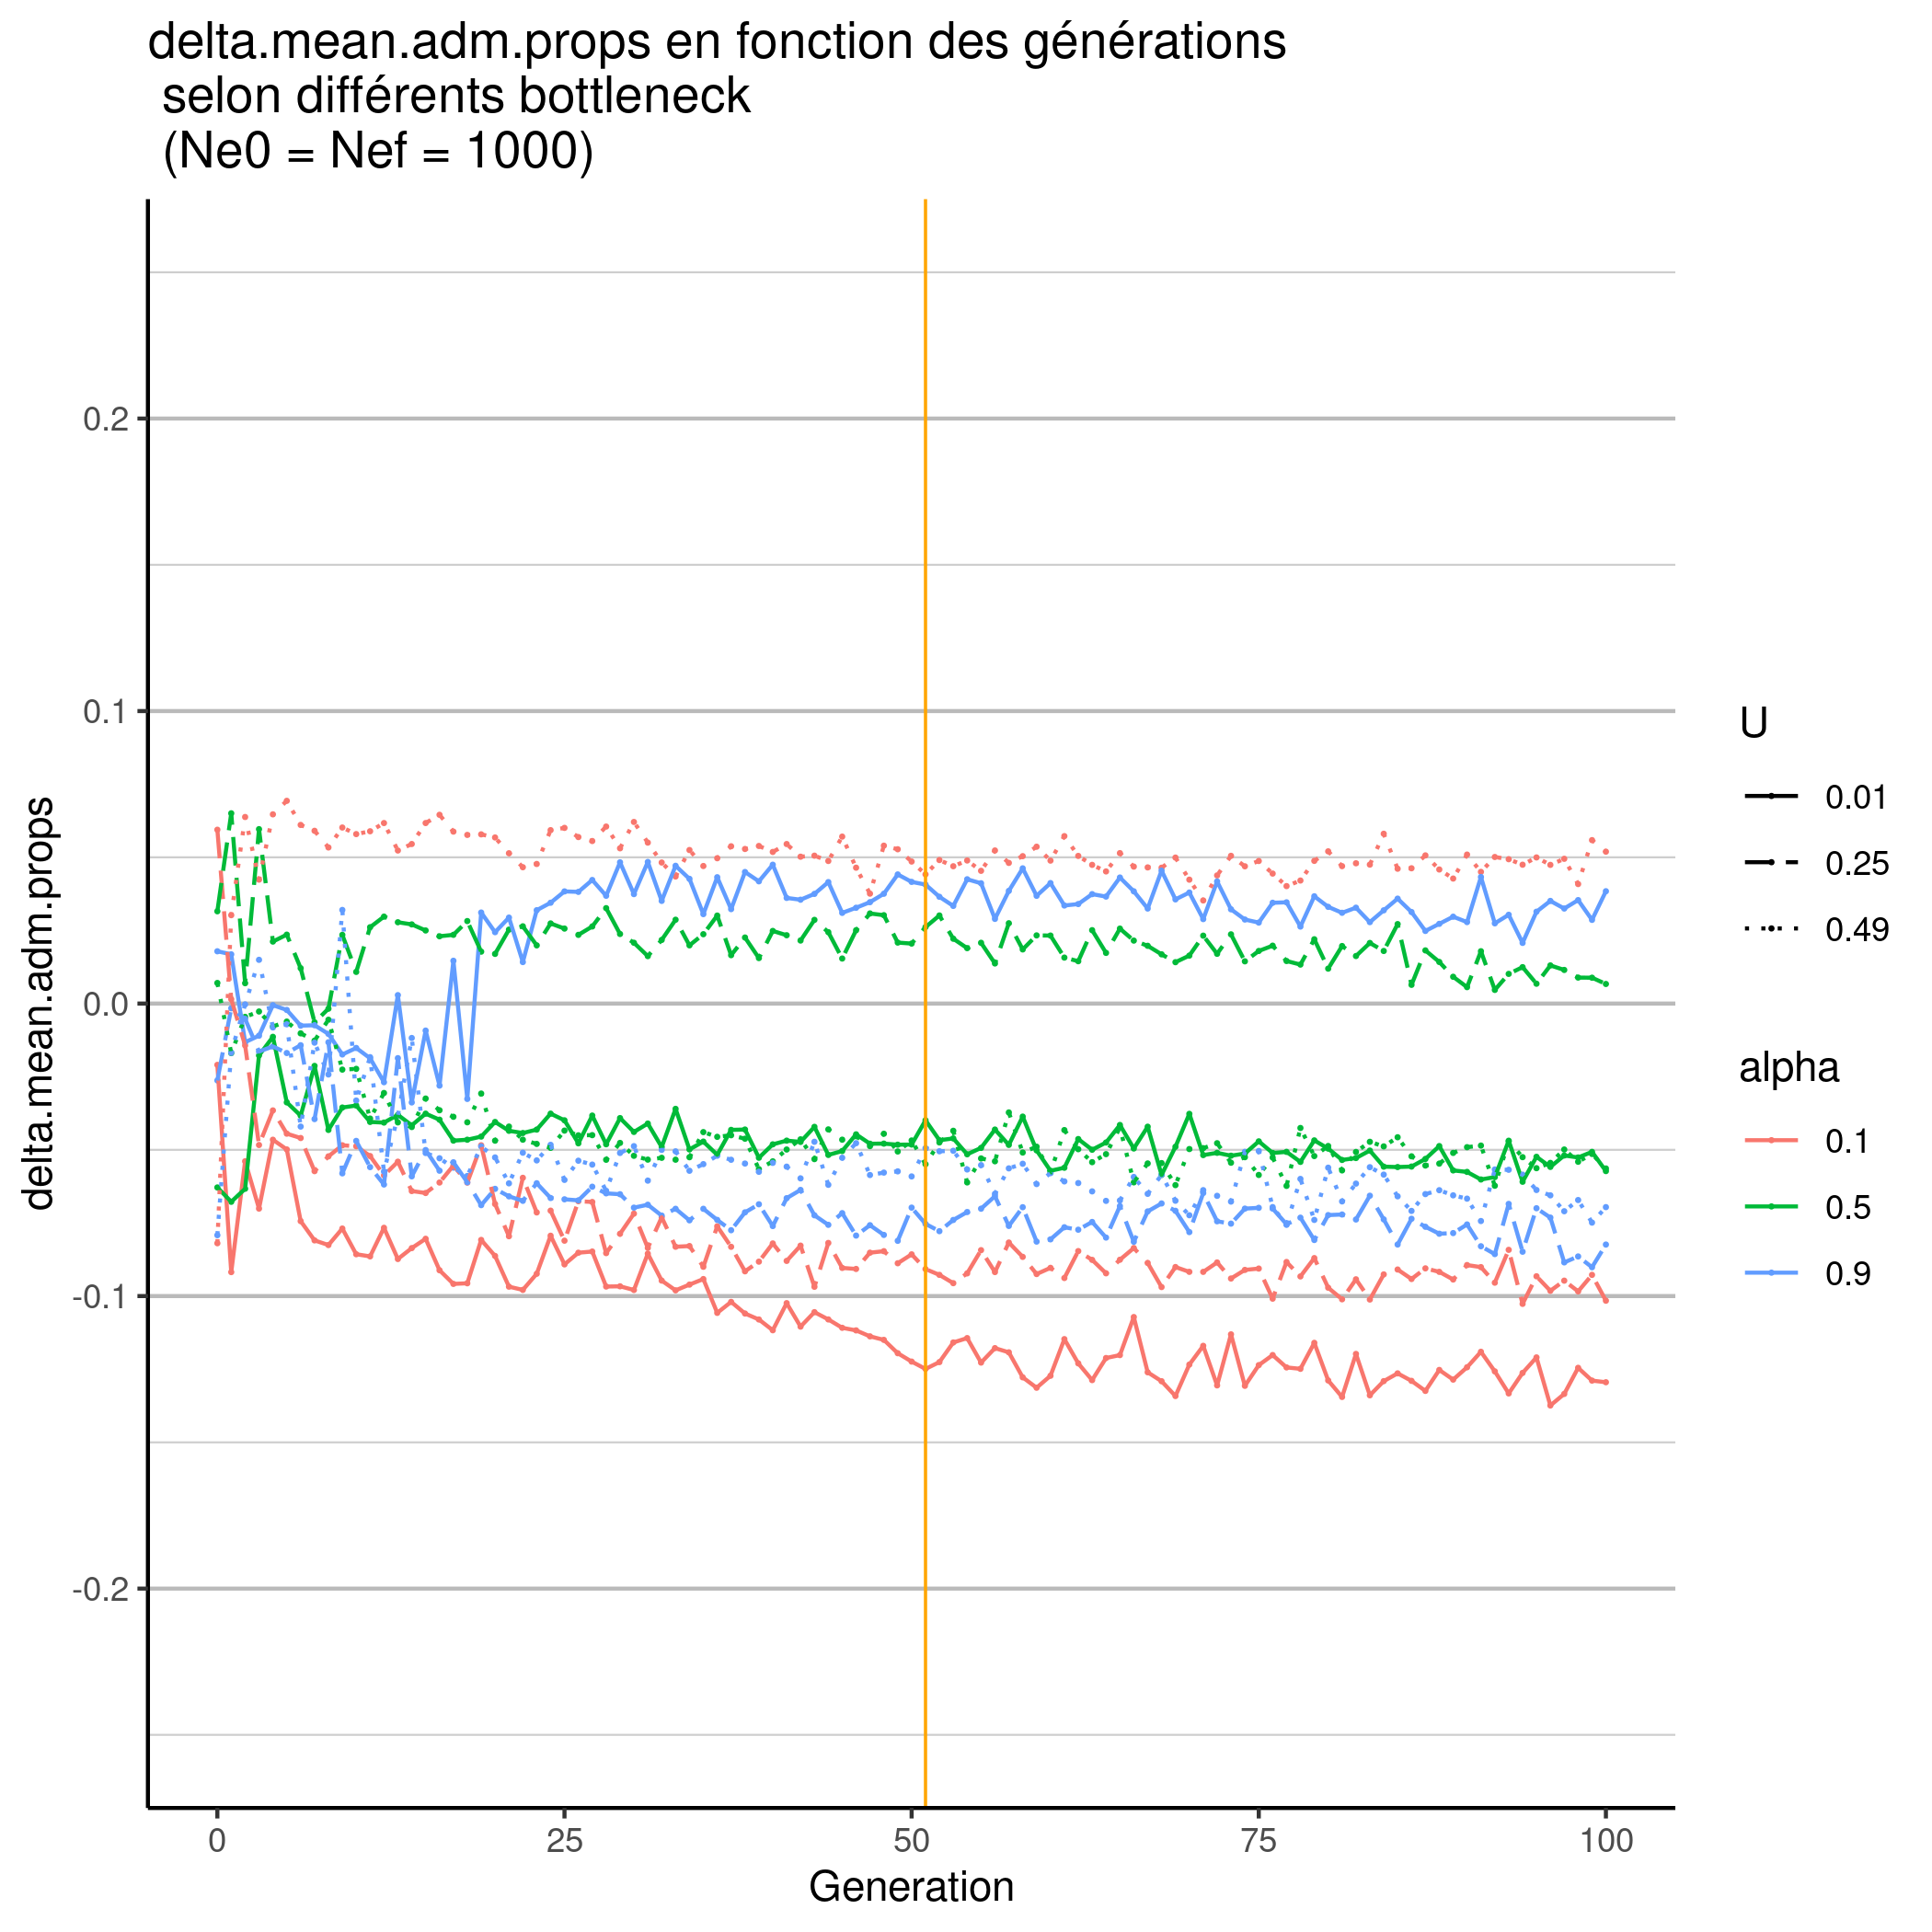 delta.mean.adm.props en fonction des générations
selon différents bottleneck
(Ne0 = Nef = 1000)
delta.mean.adm.props
0.2
0.1
0.0
-0.1
-0.2
0
25
50
75
100
Generation
U
0.01
0.25
0.49
alpha
0.1
0.5
0.9